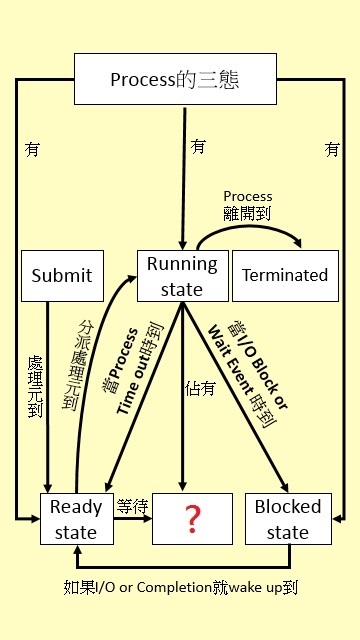 Process的三態
有
有
有
Process
離開到
Submit
Running
state
Terminated
處理元到
分派處理元到
當Process
Time out時到
佔有
當I/O Block or
Wait Event 時到
Ready
state
等待
?
Blocked
state
如果I/O or Completion就wake up到